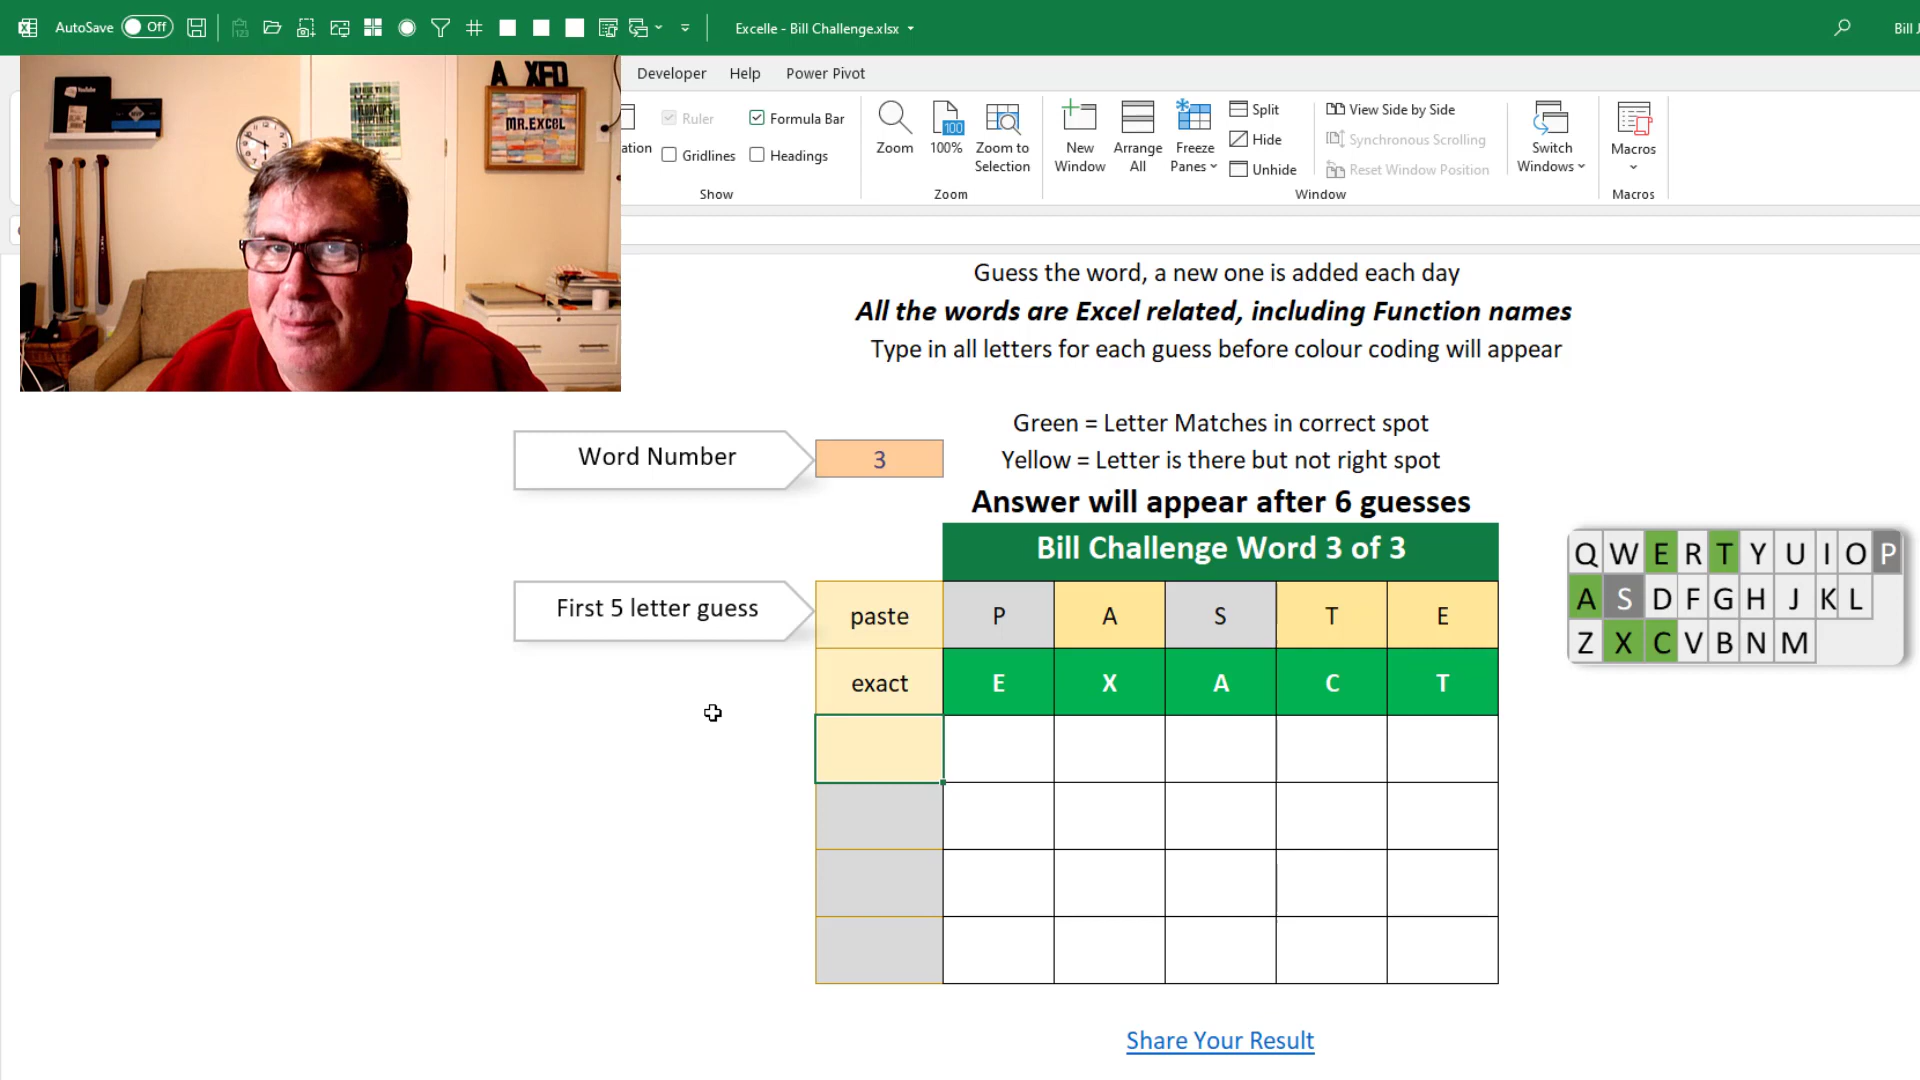 AutoSave Off
Excelle - Bill Challenge.xlsx
Bill J
Developer Help Power Pivot
Ruler Formula Bar
Gridlines Headings
Show
Zoom 100% Zoom to Selection
Zoom
New Window Arrange All Freeze Panes
Split
Hide
Unhide
View Side by Side
Synchronous Scrolling
Reset Window Position
Window
Switch Windows
Macros
Macros
A XFD
MR.EXCEL
YouTube
Guess the word, a new one is added each day
All the words are Excel related, including Function names
Type in all letters for each guess before colour coding will appear
Green = Letter Matches in correct spot
Word Number 3
Yellow = Letter is there but not right spot
Answer will appear after 6 guesses
Bill Challenge Word 3 of 3
First 5 letter guess
paste P A S T E
exact E X A C T
Q W E R T Y U I O P
A S D F G H J K L
Z X C V B N M
Share Your Result